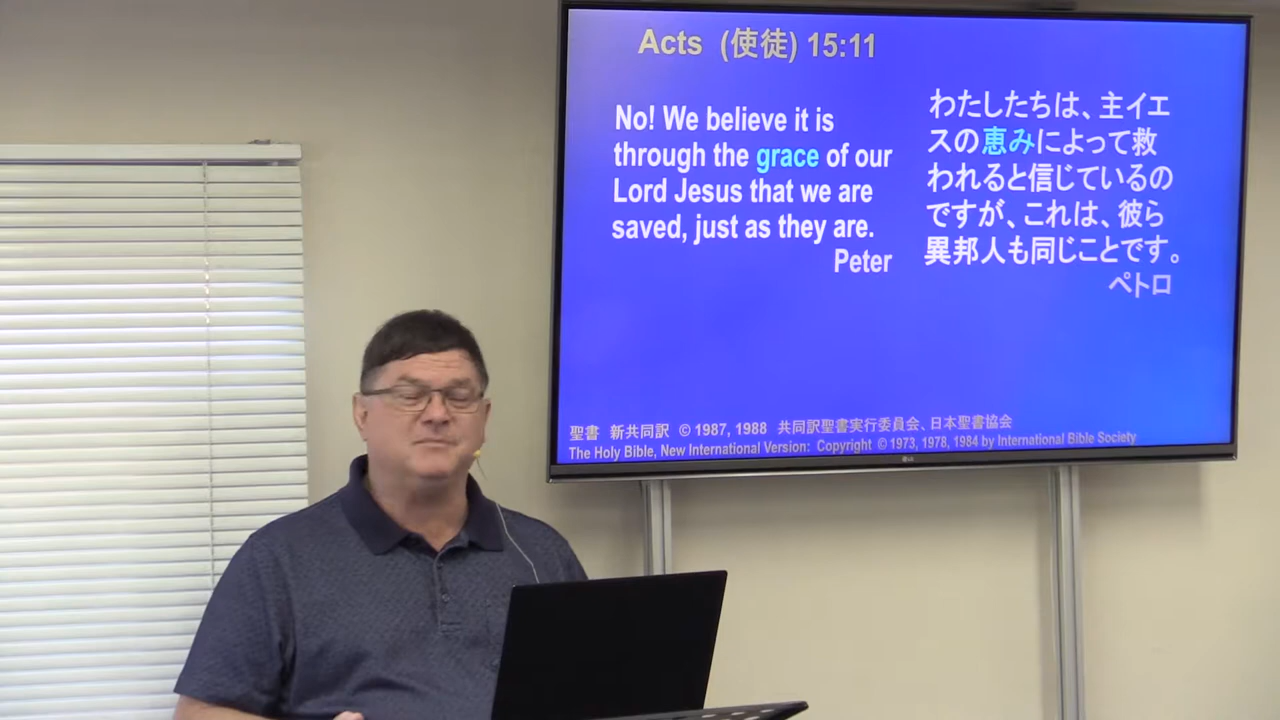 Acts (使徒) 15:11
No! We believe it is
through the grace of our
Lord Jesus that we are
saved, just as they are.
Peter
わたしたちは、主イエ
スの恵みによって救
われると信じているの
ですが、これは、彼ら
異邦人も同じことです。
ペトロ
聖書 新共同訳 © 1987, 1988 共同訳聖書実行委員会、日本聖書協会
The Holy Bible, New International Version: Copyright © 1973, 1978, 1984 by International Bible Society
LG